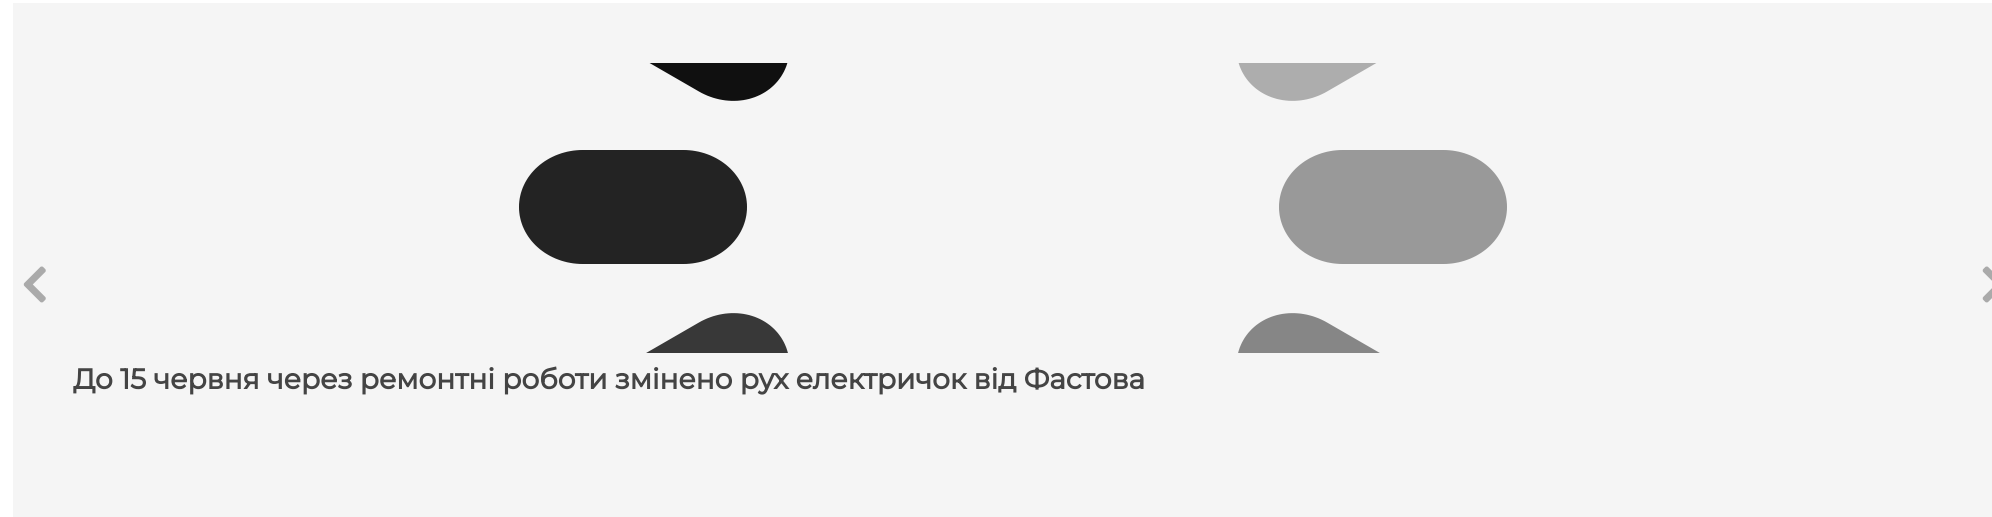 До 15 червня через ремонтні роботи змінено рух електричок від Фастова